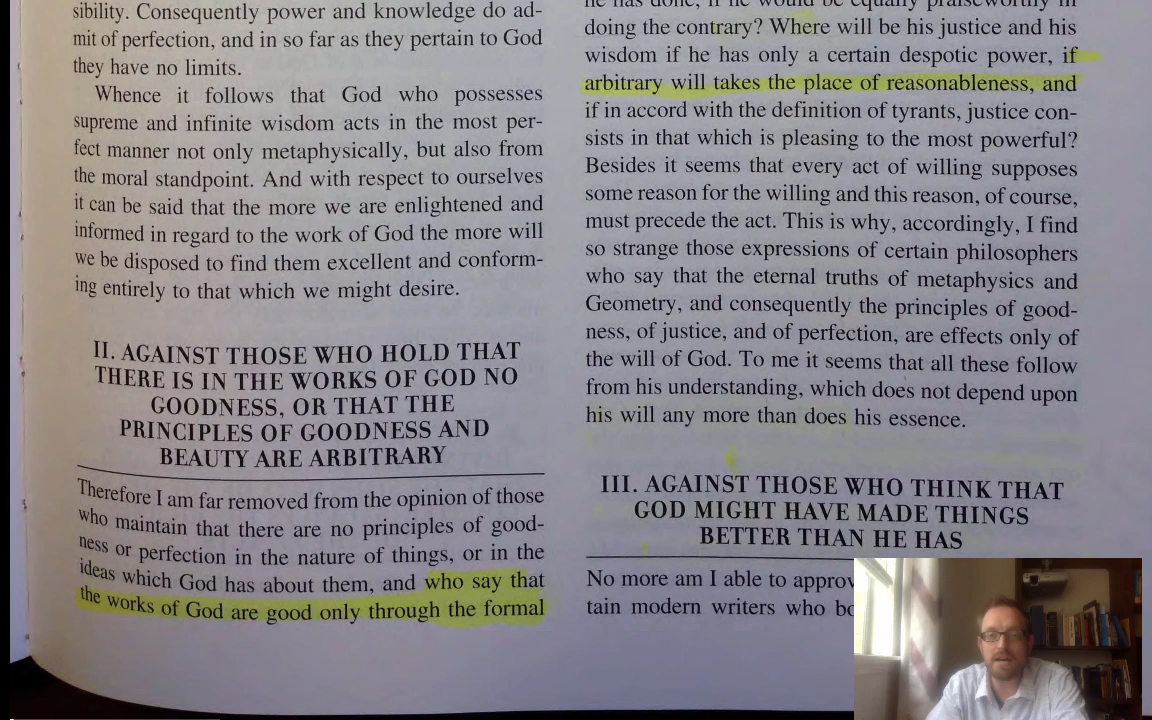 sibility. Consequently power and knowledge do ad-
mit of perfection, and in so far as they pertain to God
they have no limits.
Whence it follows that God who possesses
supreme and infinite wisdom acts in the most per-
fect manner not only metaphysically, but also from
the moral standpoint. And with respect to ourselves
it can be said that the more we are enlightened and
informed in regard to the work of God the more will
we be disposed to find them excellent and conform-
ing entirely to that which we might desire.
II. AGAINST THOSE WHO HOLD THAT
THERE IS IN THE WORKS OF GOD NO
GOODNESS, OR THAT THE
PRINCIPLES OF GOODNESS AND
BEAUTY ARE ARBITRARY
Therefore I am far removed from the opinion of those
who maintain that there are no principles of good-
ness or perfection in the nature of things, or in the
ideas which God has about them, and who say that
the works of God are good only through the formal
he has done, if he would be equally praiseworthy in
doing the contrary? Where will be his justice and his
wisdom if he has only a certain despotic power, if
arbitrary will takes the place of reasonableness, and
if in accord with the definition of tyrants, justice con-
sists in that which is pleasing to the most powerful?
Besides it seems that every act of willing supposes
some reason for the willing and this reason, of course,
must precede the act. This is why, accordingly, I find
so strange those expressions of certain philosophers
who say that the eternal truths of metaphysics and
Geometry, and consequently the principles of good-
ness, of justice, and of perfection, are effects only of
the will of God. To me it seems that all these follow
from his understanding, which does not depend upon
his will any more than does his essence.
III. AGAINST THOSE WHO THINK THAT
GOD MIGHT HAVE MADE THINGS
BETTER THAN HE HAS
No more am I able to approv
tain modern writers who bo